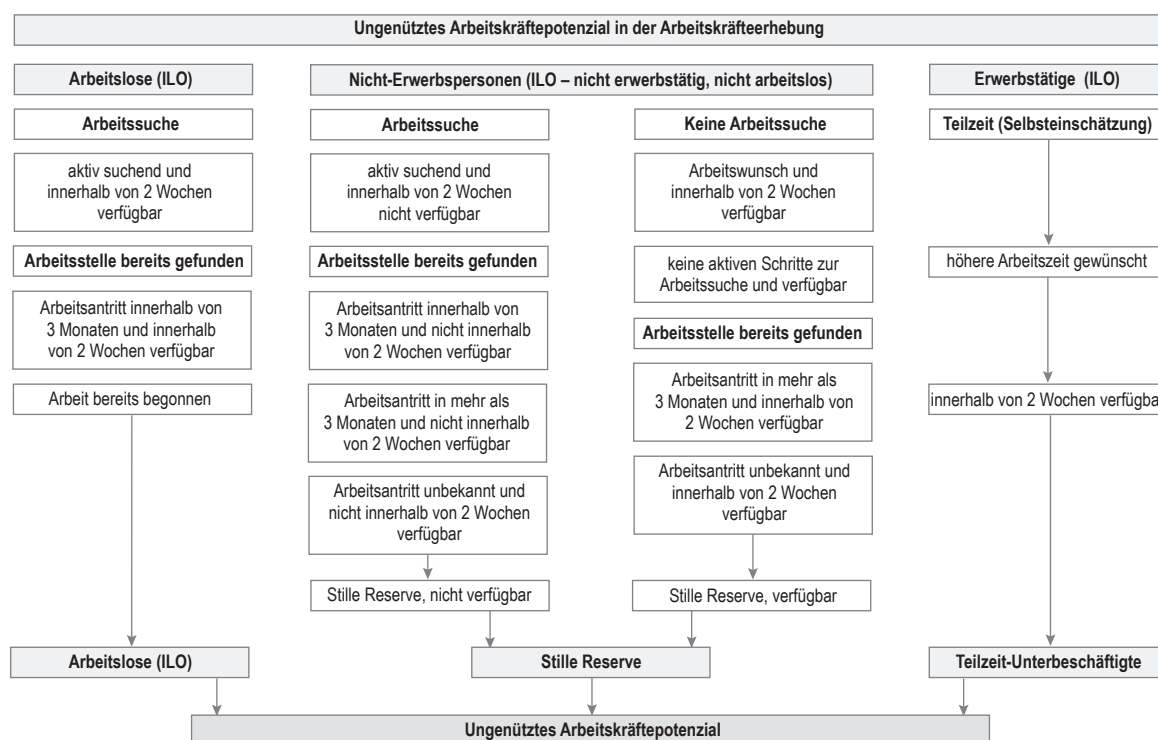 Ungenütztes Arbeitskräftepotenzial in der Arbeitskräfteerhebung
Arbeitslose (ILO)
Arbeitssuche
aktiv suchend und
innerhalb von 2 Wochen
verfügbar
Arbeitsstelle bereits gefunden
Arbeitsantritt innerhalb von
3 Monaten und innerhalb
von 2 Wochen verfügbar
Arbeit bereits begonnen
Nicht-Erwerbspersonen (ILO – nicht erwerbstätig, nicht arbeitslos)
Arbeitssuche
aktiv suchend und
innerhalb von 2 Wochen
nicht verfügbar
Arbeitsstelle bereits gefunden
Arbeitsantritt innerhalb von
3 Monaten und nicht innerhalb
von 2 Wochen verfügbar
Arbeitsantritt in mehr als
3 Monaten und nicht innerhalb
von 2 Wochen verfügbar
Arbeitsantritt unbekannt und
nicht innerhalb von 2 Wochen
verfügbar
Stille Reserve, nicht verfügbar
Keine Arbeitssuche
Arbeitswunsch und
innerhalb von 2 Wochen
verfügbar
keine aktiven Schritte zur
Arbeitssuche und verfügbar
Arbeitsstelle bereits gefunden
Arbeitsantritt in mehr als
3 Monaten und innerhalb von
2 Wochen verfügbar
Arbeitsantritt unbekannt und
innerhalb von 2 Wochen
verfügbar
Stille Reserve, verfügbar
Erwerbstätige (ILO)
Teilzeit (Selbsteinschätzung)
höhere Arbeitszeit gewünscht
innerhalb von 2 Wochen verfügba
Arbeitslose (ILO)
Stille Reserve
Teilzeit-Unterbeschäftigte
Ungenütztes Arbeitskräftepotenzial